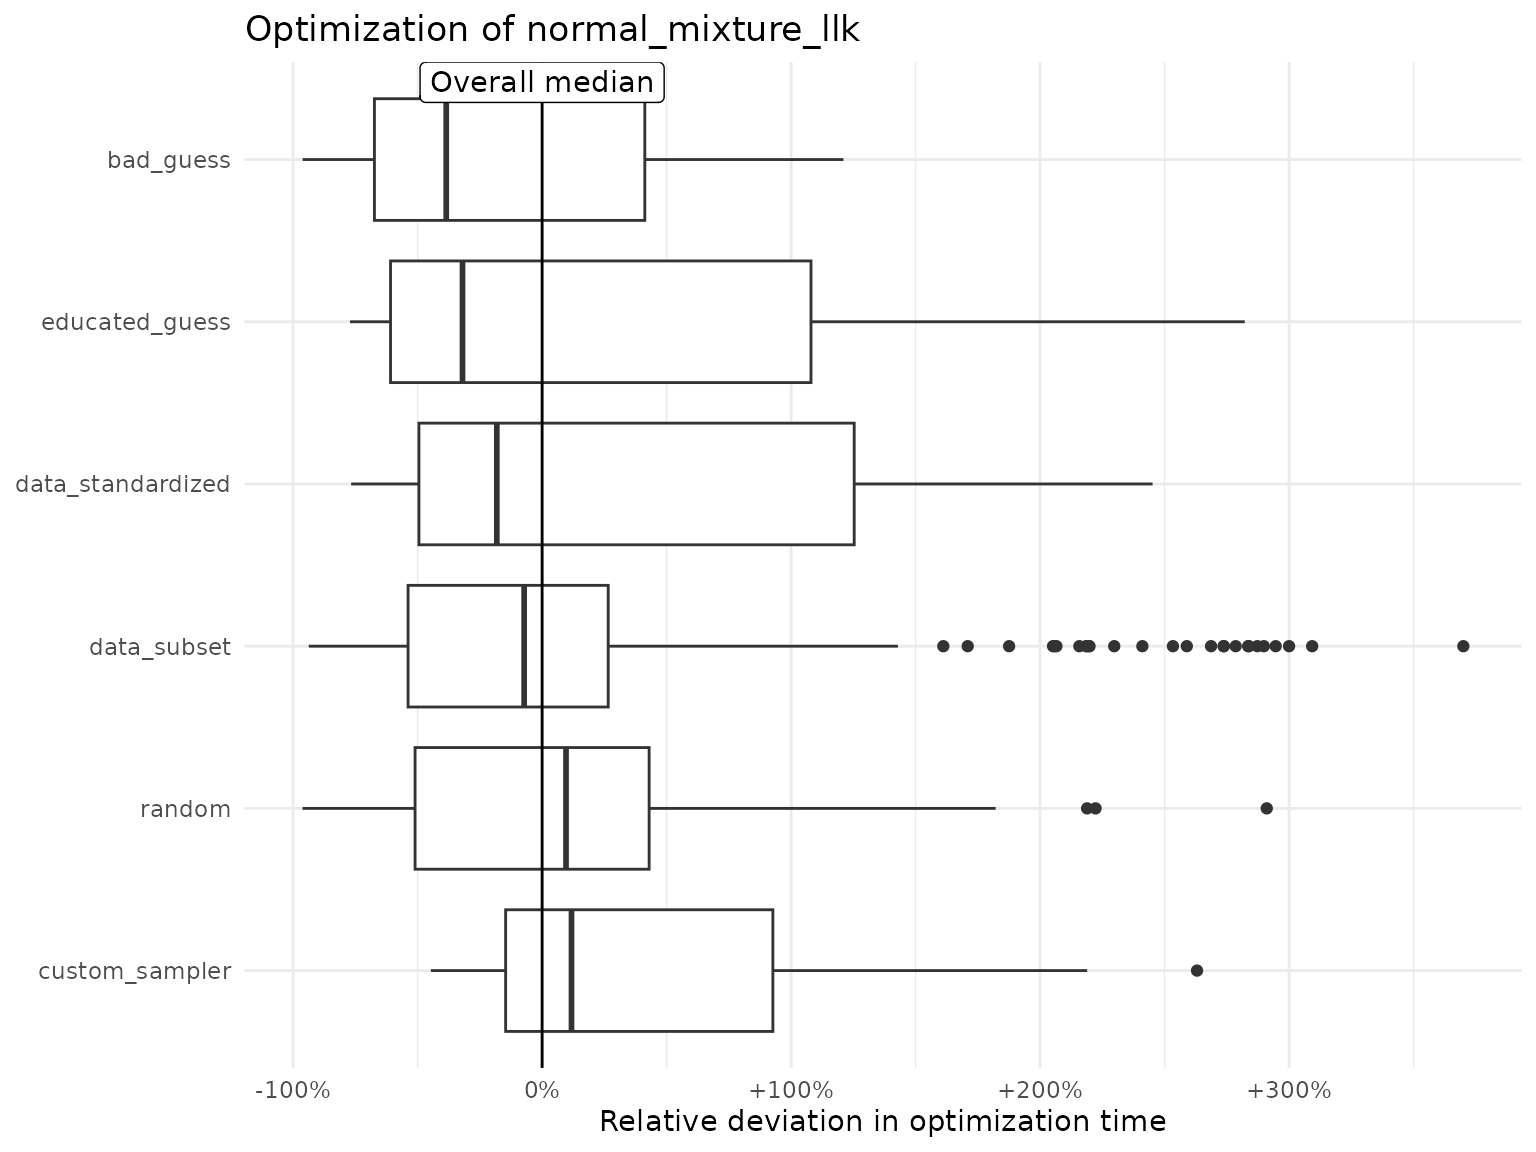 Optimization of normal_mixture_llk
Overall median
bad_guess
educated_guess
data_standardized
data_subset
random
custom_sampler
-100% 0% +100% +200% +300%
Relative deviation in optimization time